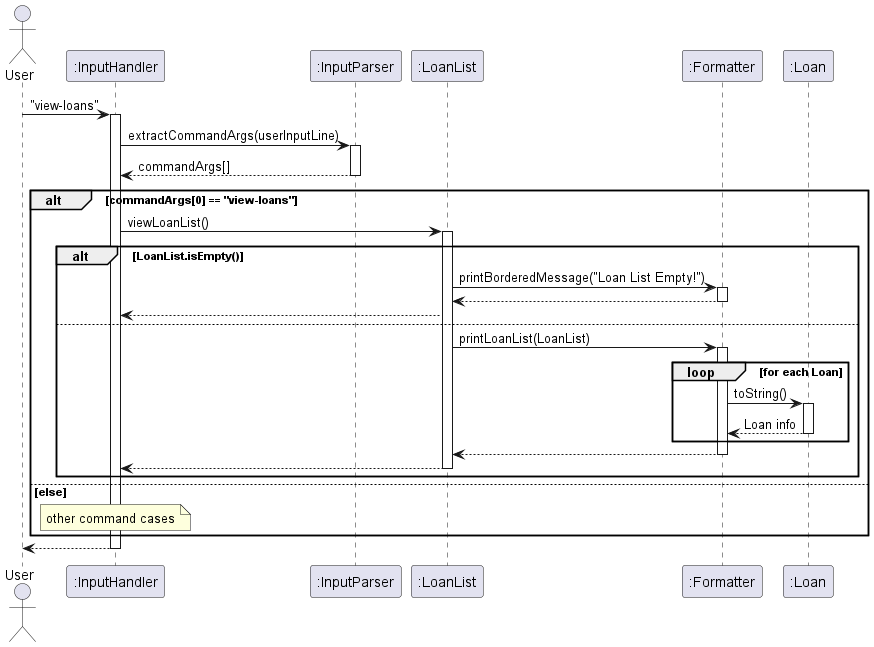 User
:InputHandler
:InputParser
:LoanList
:Formatter
:Loan
"view-loans"
extractCommandArgs(userInputLine)
commandArgs[]
alt
[commandArgs[0] == "view-loans"]
viewLoanList()
alt
[LoanList.isEmpty()]
printBorderedMessage("Loan List Empty!")
printLoanList(LoanList)
loop
[for each Loan]
toString()
Loan info
[else]
other command cases
User
:InputHandler
:InputParser
:LoanList
:Formatter
:Loan